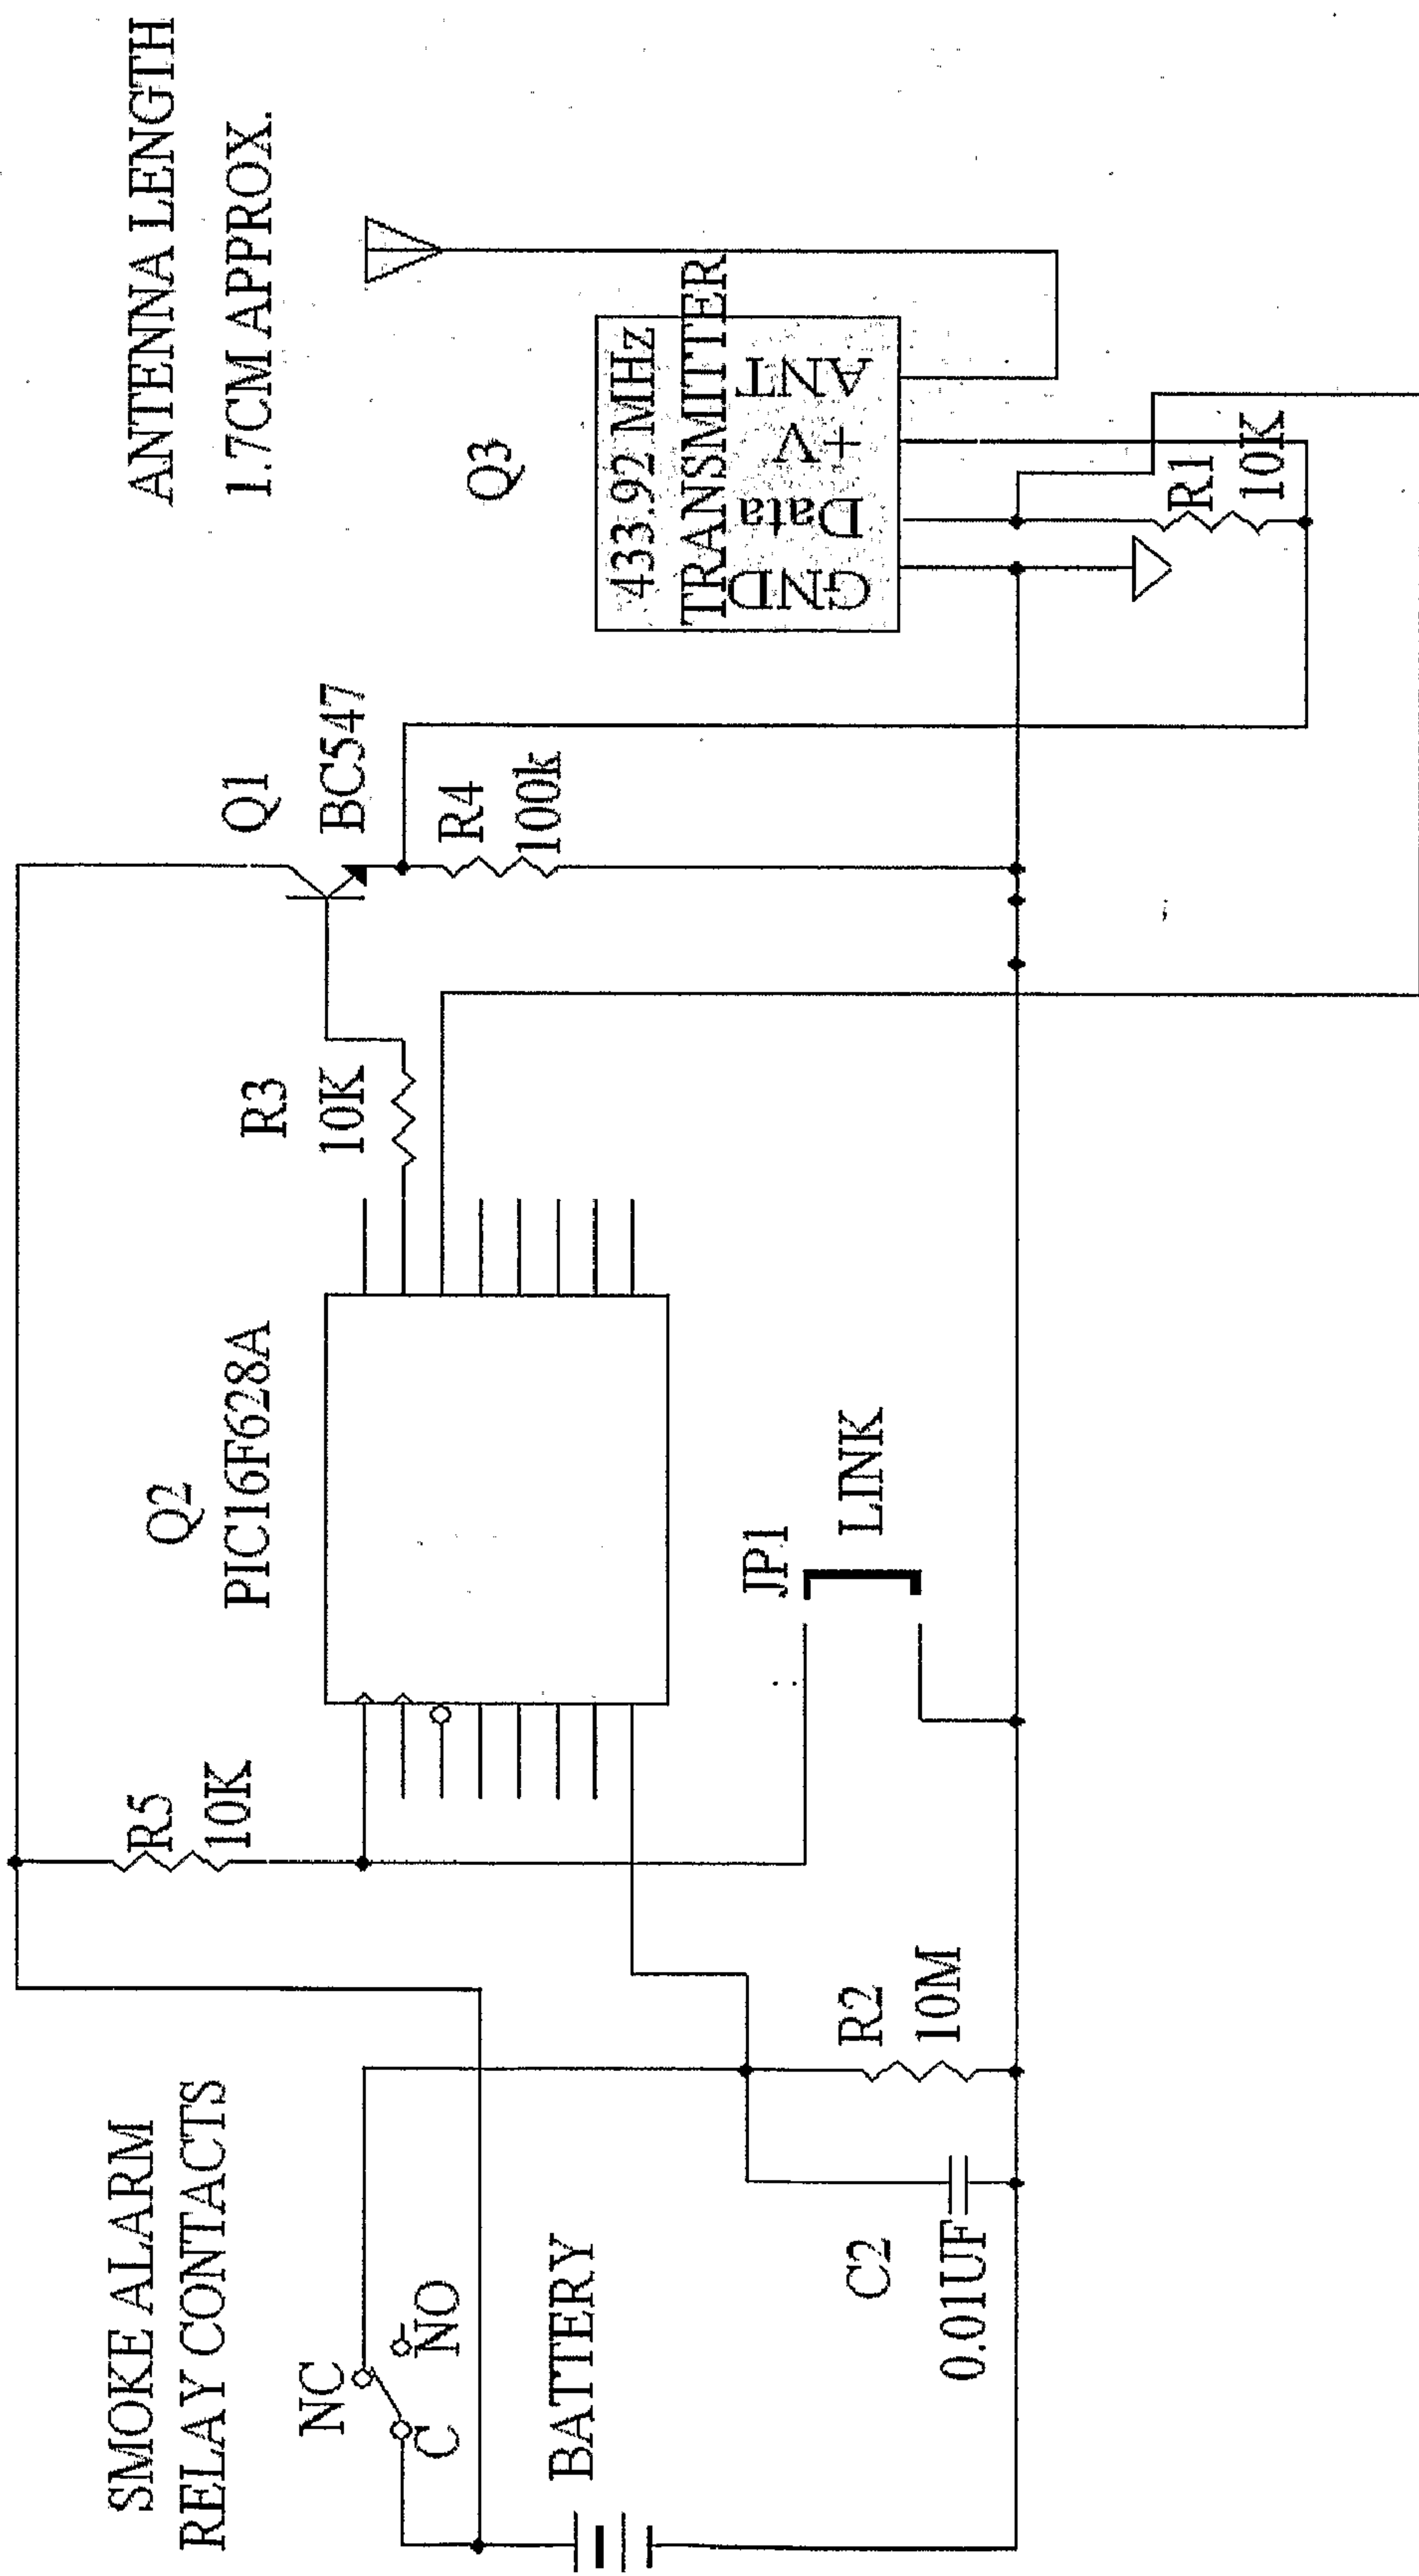 SMOKE ALARM
RELAY CONTACTS
NC
C
NO
BATTERY
C2
0.01UF
R2
10M
R5
10K
Q2
PIC16F628A
JP1
LINK
R3
10K
Q1
BC547
R4
100k
Q3
433.92 MHz
TRANSMITTER
GND
Data
+V
ANT
R1
10K
ANTENNA LENGTH
1.7CM APPROX.